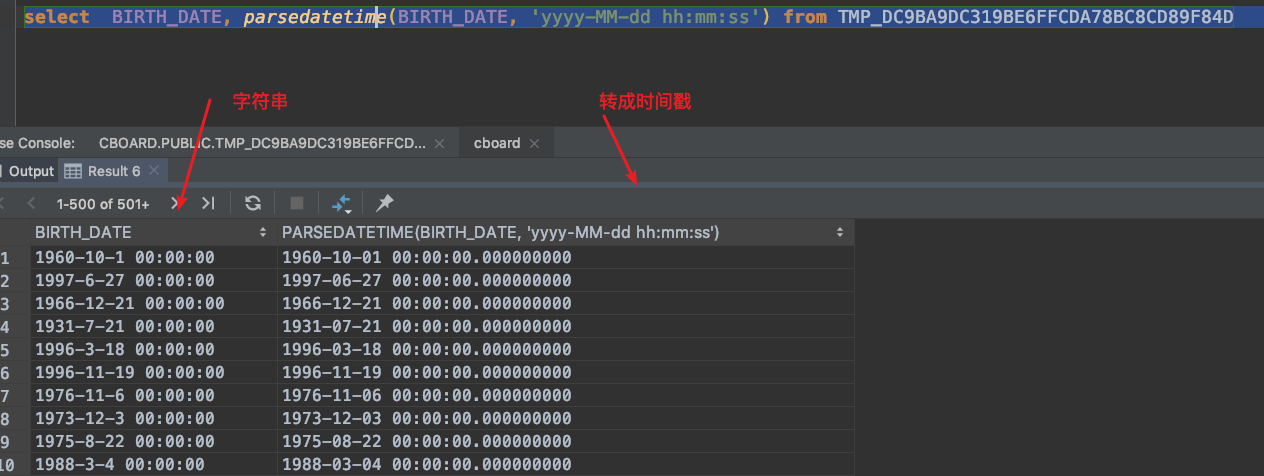 select  BIRTH_DATE, parsedatetime(BIRTH_DATE, 'yyyy-MM-dd hh:mm:ss') from TMP_DC9BA9DC319BE6FFCDA78BC8CD89F84D
字符串 转成时间戳
se Console: CBOARD.PUBLIC.TMP_DC9BA9DC319BE6FFCD... cboard
Output Result 6
1-500 of 501+
BIRTH_DATE PARSEDATETIME(BIRTH_DATE, 'yyyy-MM-dd hh:mm:ss')
1 1960-10-1 00:00:00 1960-10-01 00:00:00.000000000
2 1997-6-27 00:00:00 1997-06-27 00:00:00.000000000
3 1966-12-21 00:00:00 1966-12-21 00:00:00.000000000
4 1931-7-21 00:00:00 1931-07-21 00:00:00.000000000
5 1996-3-18 00:00:00 1996-03-18 00:00:00.000000000
6 1996-11-19 00:00:00 1996-11-19 00:00:00.000000000
7 1976-11-6 00:00:00 1976-11-06 00:00:00.000000000
8 1973-12-3 00:00:00 1973-12-03 00:00:00.000000000
9 1975-8-22 00:00:00 1975-08-22 00:00:00.000000000
10 1988-3-4 00:00:00 1988-03-04 00:00:00.000000000